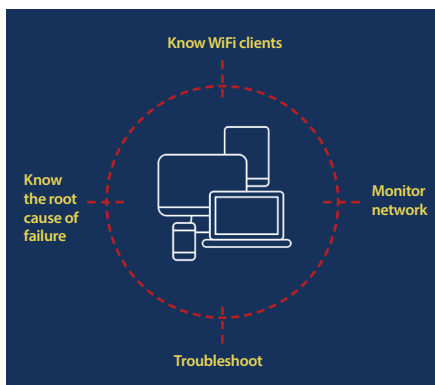 Know WiFi clients
Know
the root
cause of
failure
Monitor
network
Troubleshoot